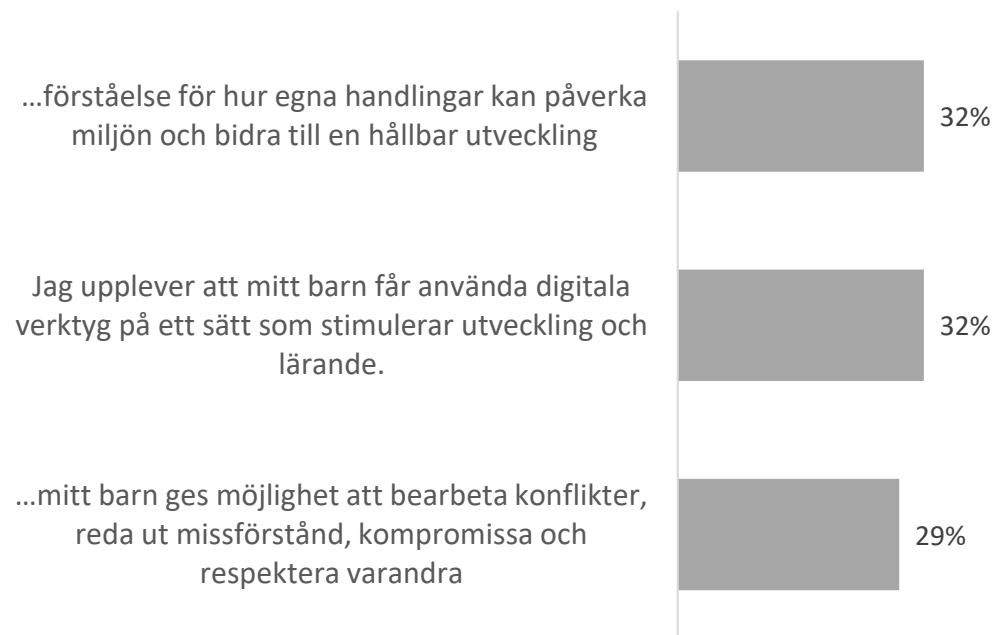 ...förståelse för hur egna handlingar kan påverka
miljön och bidra till en hållbar utveckling
32%
Jag upplever att mitt barn får använda digitala
verktyg på ett sätt som stimulerar utveckling och
lärande.
32%
...mitt barn ges möjlighet att bearbeta konflikter,
reda ut missförstånd, kompromissa och
respektera varandra
29%